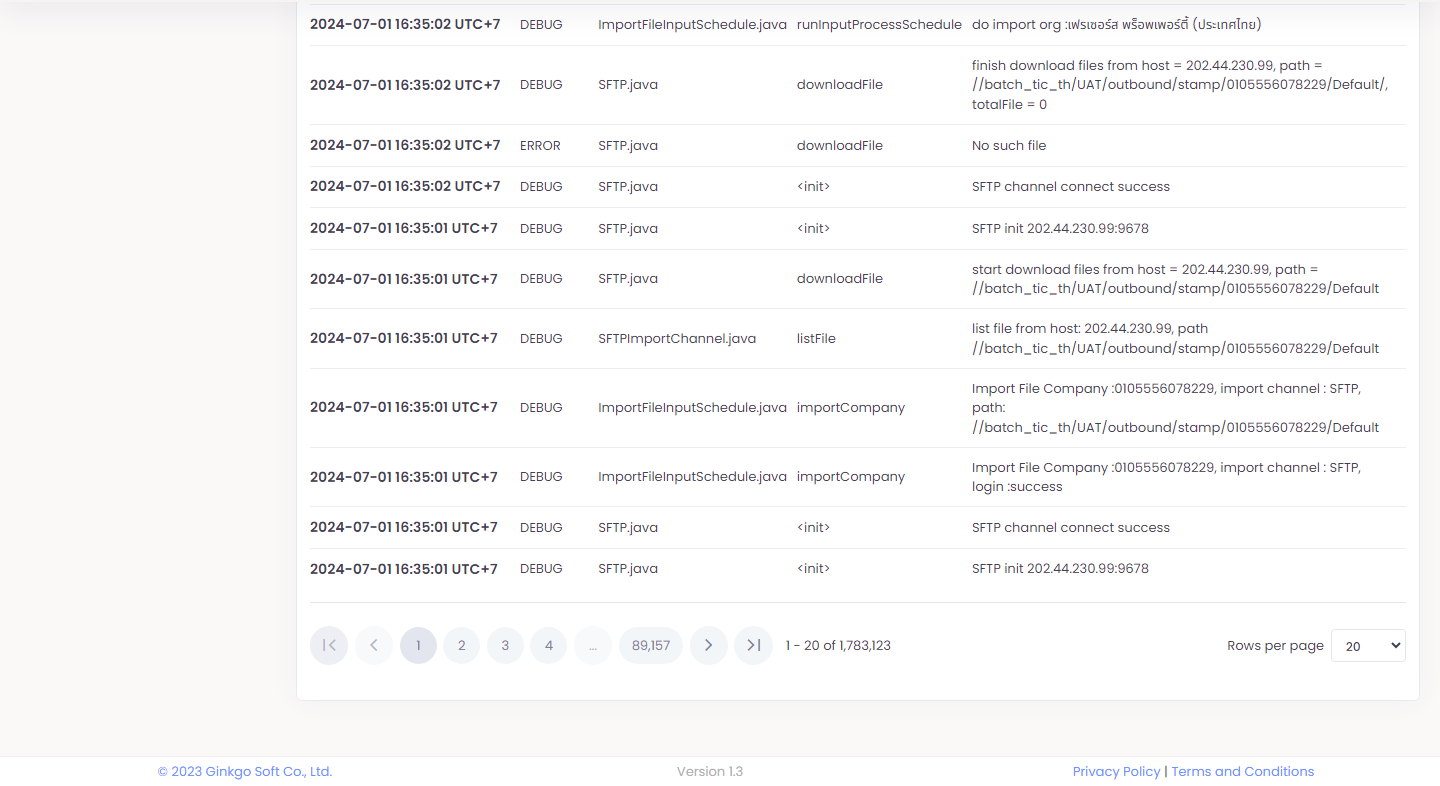 2024-07-01 16:35:02 UTC+7 DEBUG ImportFileInputSchedule.java runInputProcessSchedule do import org :เฟรเซอร์ส พร็อพเพอร์ตี้ (ประเทศไทย)
finish download files from host = 202.44.230.99, path =
2024-07-01 16:35:02 UTC+7 DEBUG SFTP.java downloadFile //batch_tic_th/UAT/outbound/stamp/0105556078229/Default/,
totalFile = 0
2024-07-01 16:35:02 UTC+7 ERROR SFTP.java downloadFile No such file
2024-07-01 16:35:02 UTC+7 DEBUG SFTP.java <init> SFTP channel connect success
2024-07-01 16:35:01 UTC+7 DEBUG SFTP.java <init> SFTP init 202.44.230.99:9678
2024-07-01 16:35:01 UTC+7 DEBUG SFTP.java downloadFile start download files from host = 202.44.230.99, path =
//batch_tic_th/UAT/outbound/stamp/0105556078229/Default
2024-07-01 16:35:01 UTC+7 DEBUG SFTPImportChannel.java listFile list file from host: 202.44.230.99, path
//batch_tic_th/UAT/outbound/stamp/0105556078229/Default
Import File Company :0105556078229, import channel : SFTP,
2024-07-01 16:35:01 UTC+7 DEBUG ImportFileInputSchedule.java importCompany path:
//batch_tic_th/UAT/outbound/stamp/0105556078229/Default
2024-07-01 16:35:01 UTC+7 DEBUG ImportFileInputSchedule.java importCompany Import File Company :0105556078229, import channel : SFTP,
login :success
2024-07-01 16:35:01 UTC+7 DEBUG SFTP.java <init> SFTP channel connect success
2024-07-01 16:35:01 UTC+7 DEBUG SFTP.java <init> SFTP init 202.44.230.99:9678
1 2 3 4 ... 89,157 1 - 20 of 1,783,123 Rows per page 20
© 2023 Ginkgo Soft Co., Ltd. Version 1.3 Privacy Policy | Terms and Conditions